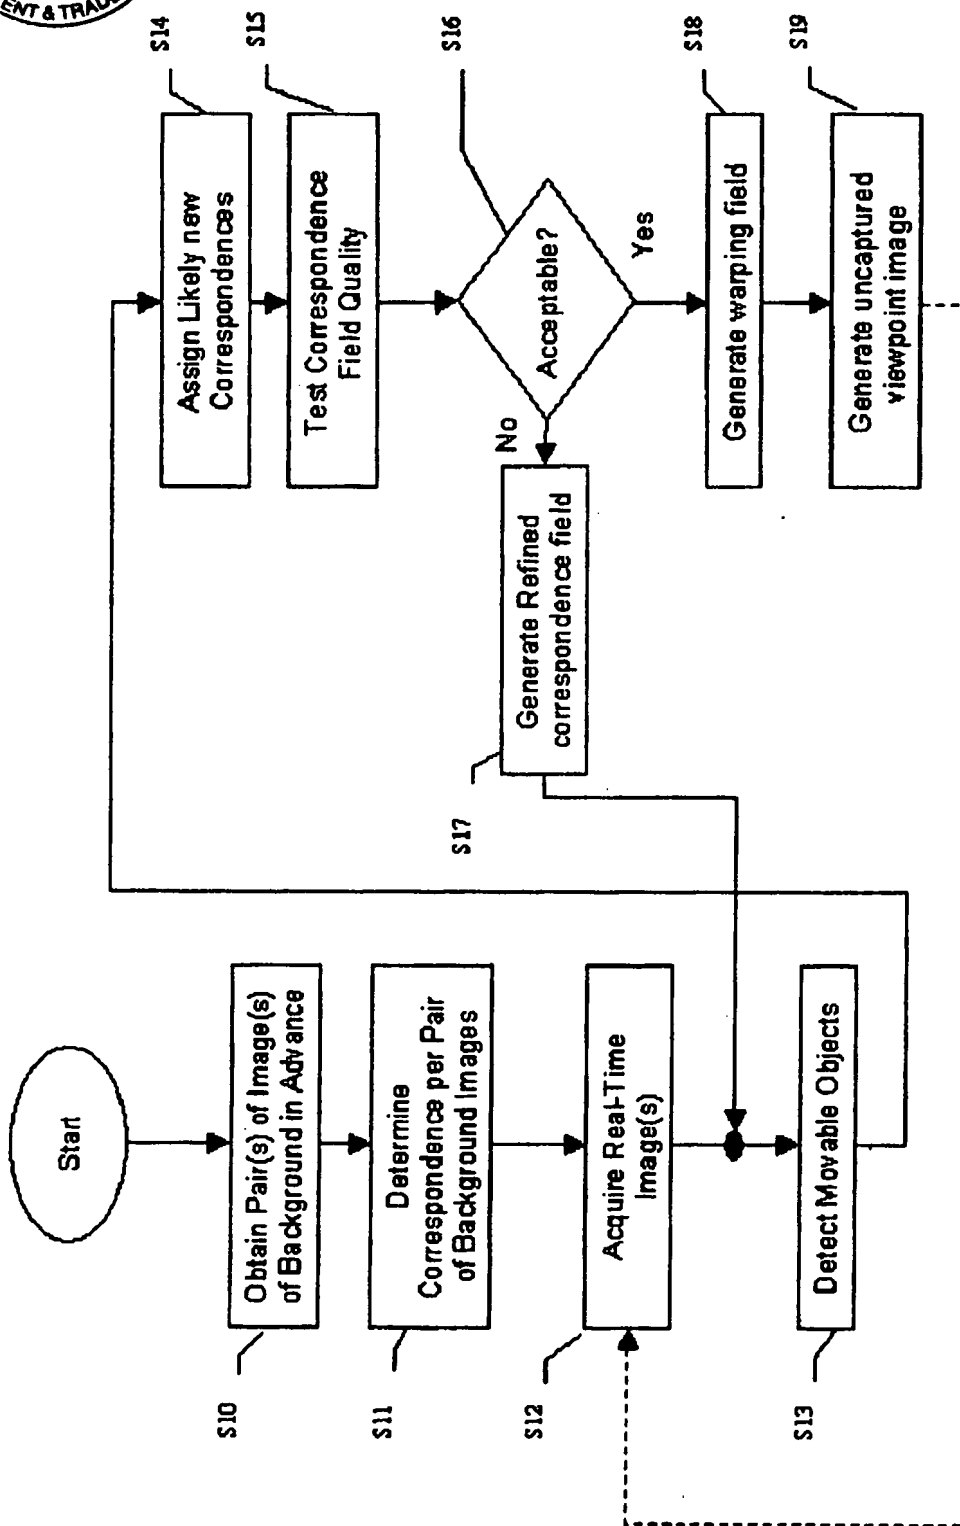 ENT & TRAD
Start
S10
Obtain Pair(s) of Image(s)
of Background in Advance
S11
Determine
Correspondence per Pair
of Background Images
S12
Acquire Real-Time
Image(s)
S13
Detect Movable Objects
S14
Assign Likely new
Correspondences
S15
Test Correspondence
Field Quality
S16
Acceptable?
No
Yes
S17
Generate Refined
correspondence field
S18
Generate warping field
S19
Generate uncaptured
viewpoint image